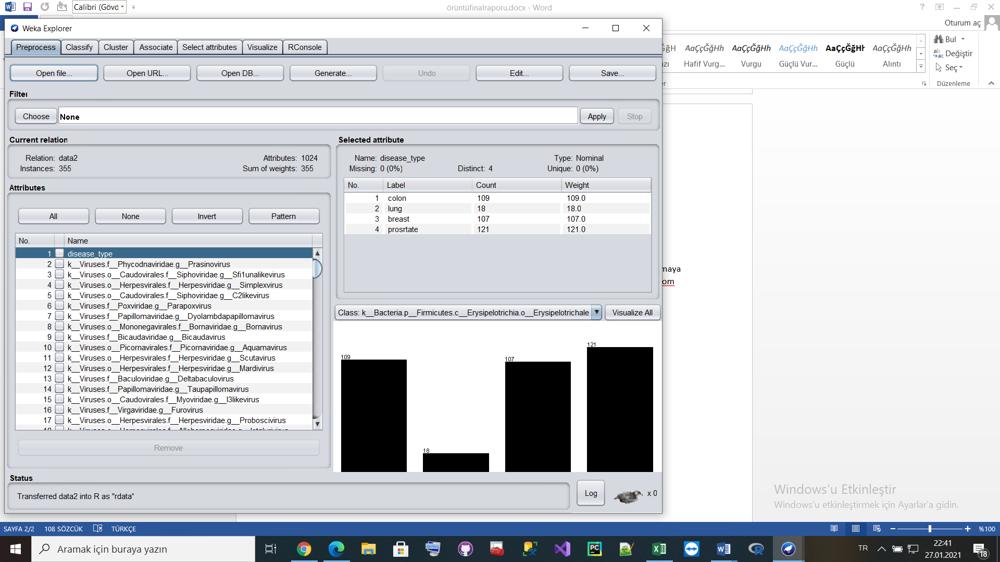 Calibri (Gövd
örüntüfinalraporu.docx - Word
Oturum aç
Weka Explorer
Preprocess Classify Cluster Associate Select attributes Visualize RConsole
AaÇçĞğHh AaÇçĞğHh AaÇçĞğHh AaÇçĞğHh AaÇçĞğHh
Hafif Vurg... Vurgu Güçlü Vur... Güçlü Alıntı
Bul
Değiştir
Seç
Düzenleme
Open file... Open URL... Open DB... Generate... Undo Edit... Save...
Filter
Choose None Apply Stop
Current relation
Relation: data2 Attributes: 1024
Instances: 355 Sum of weights: 355
Selected attribute
Name: disease_type Type: Nominal
Missing: 0 (0%) Distinct: 4 Unique: 0 (0%)
No. Label Count Weight
1 colon 109 109.0
2 lung 18 18.0
3 breast 107 107.0
4 prosrtate 121 121.0
Attributes
All None Invert Pattern
No. Name
1 disease_type
2 k__Viruses.f__Phycodnaviridae.g__Prasinovirus
3 k__Viruses.o__Caudovirales.f__Siphoviridae.g__Sfi1unalikevirus
4 k__Viruses.o__Herpesvirales.f__Herpesviridae.g__Simplexvirus
5 k__Viruses.o__Caudovirales.f__Siphoviridae.g__C2likevirus
6 k__Viruses.f__Poxviridae.g__Parapoxvirus
7 k__Viruses.f__Papillomaviridae.g__Dyolambdapapillomavirus
8 k__Viruses.o__Mononegavirales.f__Bornaviridae.g__Bornavirus
9 k__Viruses.f__Bicaudaviridae.g__Bicaudavirus
10 k__Viruses.o__Picornavirales.f__Picornaviridae.g__Aquamavirus
11 k__Viruses.o__Herpesvirales.f__Herpesviridae.g__Scutavirus
12 k__Viruses.o__Herpesvirales.f__Herpesviridae.g__Mardivirus
13 k__Viruses.f__Baculoviridae.g__Deltabaculovirus
14 k__Viruses.f__Papillomaviridae.g__Taupapillomavirus
15 k__Viruses.o__Caudovirales.f__Myoviridae.g__I3likevirus
16 k__Viruses.f__Virgaviridae.g__Furovirus
17 k__Viruses.o__Herpesvirales.f__Herpesviridae.g__Proboscivirus
Remove
Class: k__Bacteria.p__Firmicutes.c__Erysipelotrichia.o__Erysipelotrichale Visualize All
109 18 107 121
maya
om
Status
Transferred data2 into R as "rdata"
Log x 0
Windows'u Etkinleştir
Windows'u etkinleştirmek için Ayarlar'a gidin.
SAYFA 2/2 108 SÖZCÜK TÜRKÇE %100
Aramak için buraya yazın
TR
22:41
27.01.2021
18